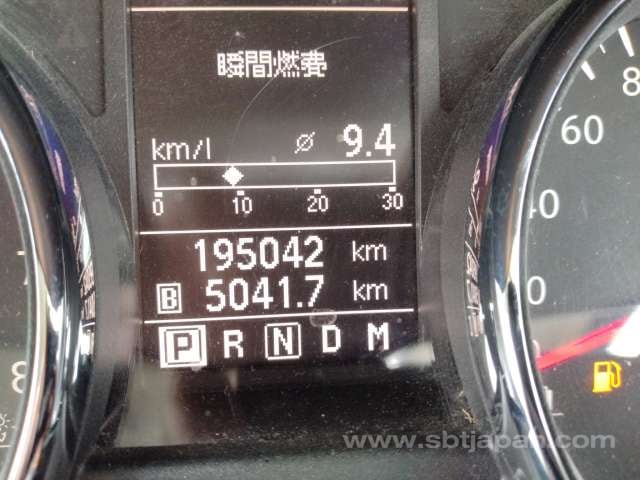 瞬間燃費
km/l ⌀ 9.4
0 10 20 30
195042 km
B 5041.7 km
P R N D M
8
60
40
www.sbtjapan.com